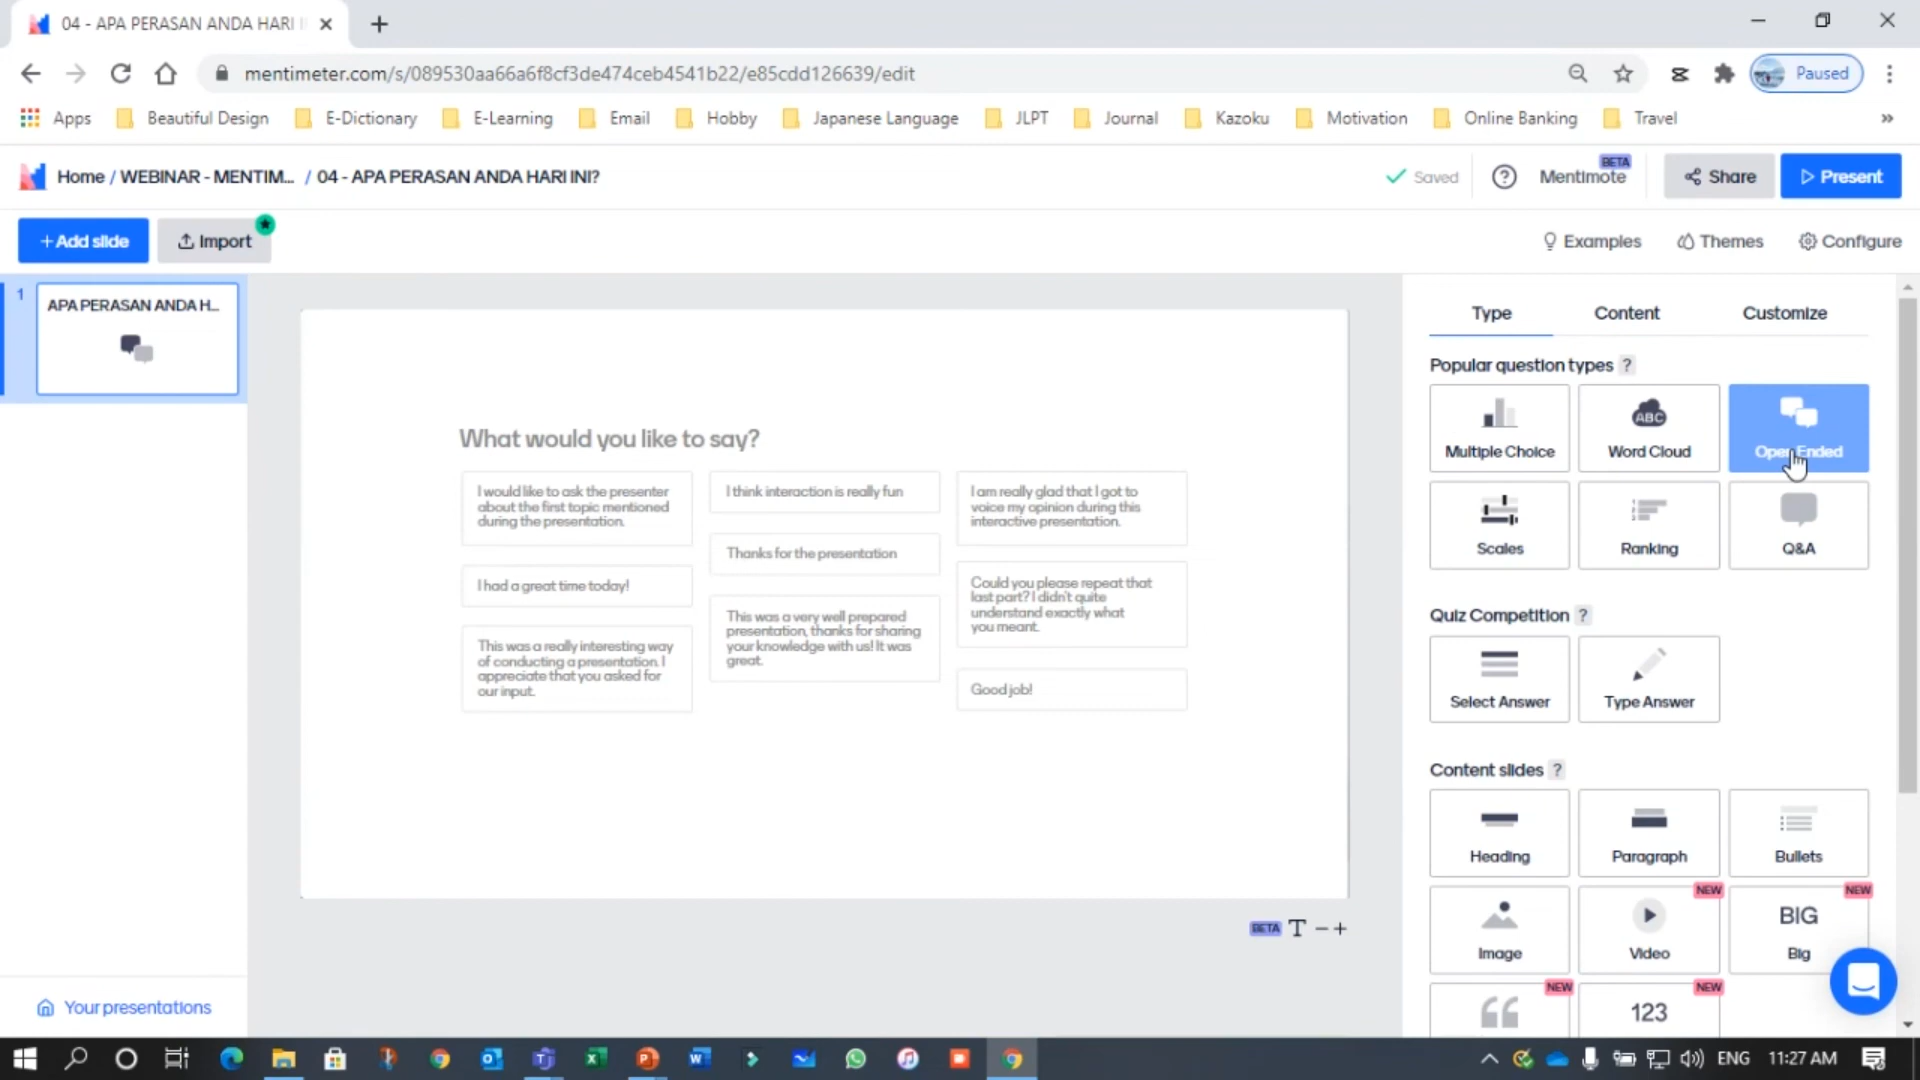 04 - APA PERASAN ANDA HARI I
mentimeter.com/s/089530aa66a6f8cf3de474ceb4541b22/e85cdd126639/edit
Paused
Apps
Beautiful Design
E-Dictionary
E-Learning
Email
Hobby
Japanese Language
JLPT
Journal
Kazoku
Motivation
Online Banking
Travel
»
Home / WEBINAR - MENTIM... / 04 - APA PERASAN ANDA HARI INI?
Saved
Mentimote
BETA
Share
Present
+ Add slide
Import
Examples
Themes
Configure
1
APA PERASAN ANDA H...
What would you like to say?
I would like to ask the presenter
about the first topic mentioned
during the presentation.
I had a great time today!
This was a really interesting way
of conducting a presentation. I
appreciate that you asked for
our input.
I think interaction is really fun
Thanks for the presentation
This was a very well prepared
presentation, thanks for sharing
your knowledge with us! It was
great.
I am really glad that I got to
voice my opinion during this
interactive presentation.
Could you please repeat that
last part? I didn't quite
understand exactly what
you meant.
Good job!
BETA T − +
Type
Content
Customize
Popular question types ?
Multiple Choice
ABC
Word Cloud
Open Ended
Scales
Ranking
Q&A
Quiz Competition ?
Select Answer
Type Answer
Content slides ?
Heading
Paragraph
Bullets
Image
NEW
Video
NEW
BIG
Big
NEW
NEW
123
Your presentations
ENG
11:27 AM